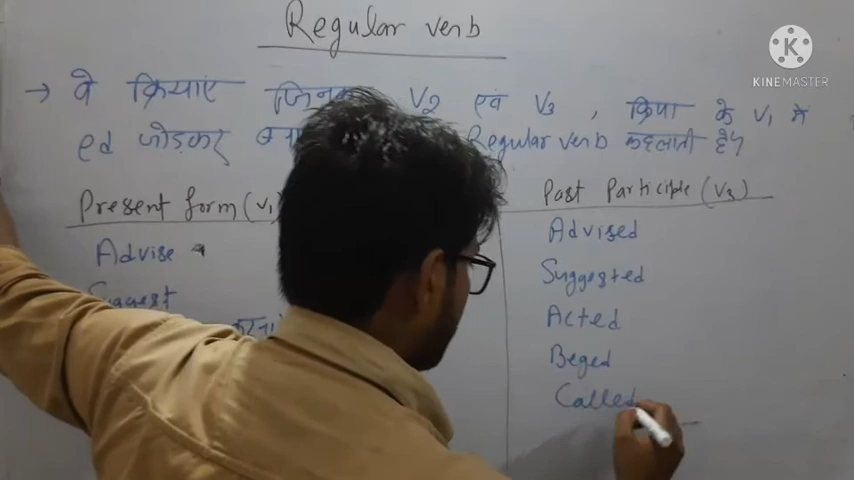 Regular verb
→ वे क्रियाएं जिनक V2 एवं V3 , क्रिया के V1 मे
ed जोड़कर Regular verb कहलाती हैं।
Present form (V1) Past Participle (V3)
Advise Advised
Suggest Suggested
Acted
करना Beged
Called
K
KINEMASTER